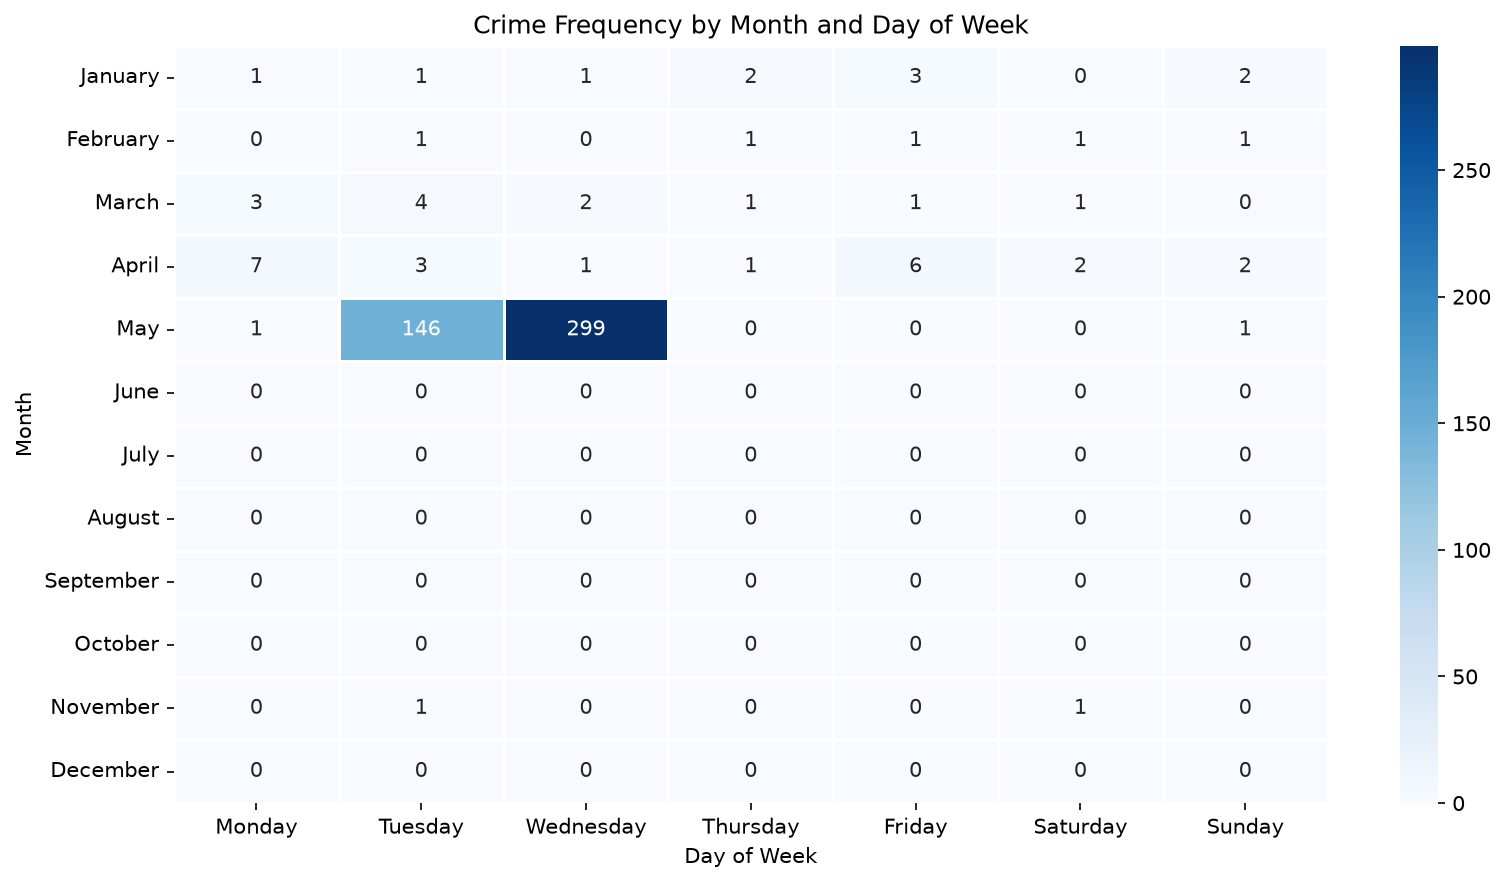 Crime Frequency by Month and Day of Week
January 1 1 1 2 3 0 2
February 0 1 0 1 1 1 1
March 3 4 2 1 1 1 0
April 7 3 1 1 6 2 2
May 1 146 299 0 0 0 1
June 0 0 0 0 0 0 0
July 0 0 0 0 0 0 0
August 0 0 0 0 0 0 0
September 0 0 0 0 0 0 0
October 0 0 0 0 0 0 0
November 0 1 0 0 0 1 0
December 0 0 0 0 0 0 0
Monday Tuesday Wednesday Thursday Friday Saturday Sunday
Day of Week
Month
250
200
150
100
50
0